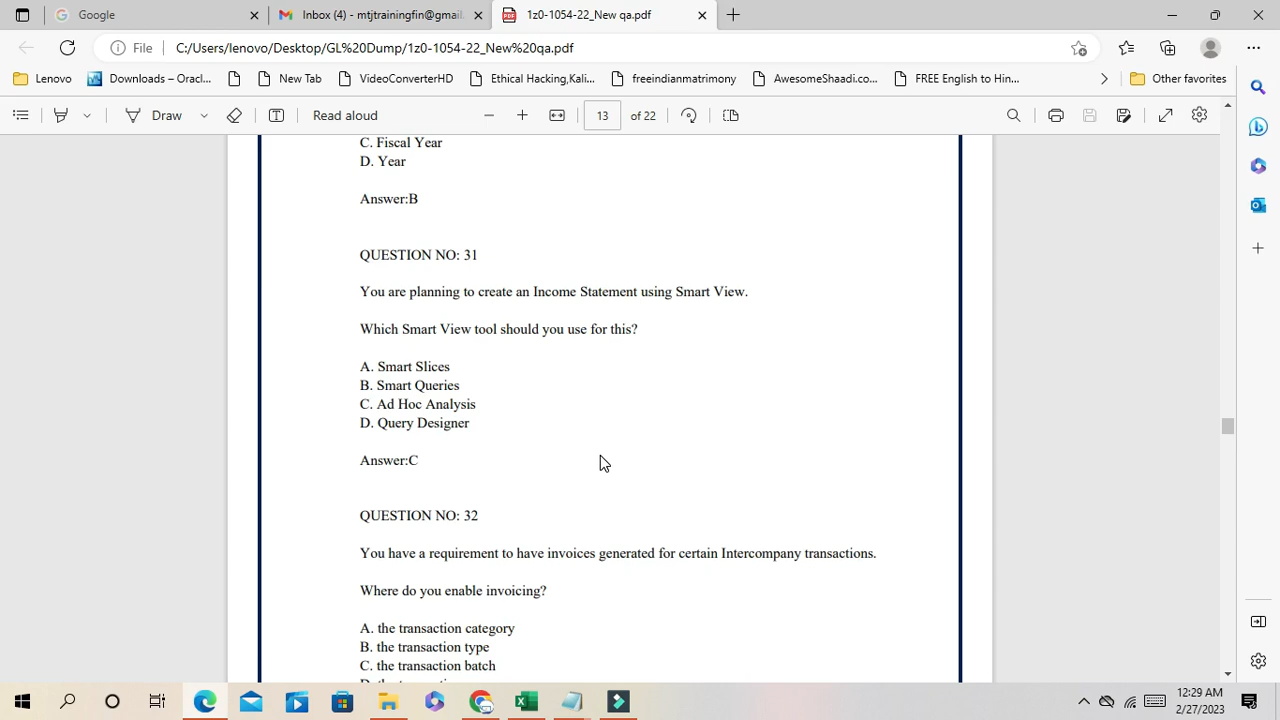 Google
Inbox (4) - mtjtrainingfin@gmail.
1z0-1054-22_New qa.pdf
File
C:/Users/lenovo/Desktop/GL%20Dump/1z0-1054-22_New%20qa.pdf
Lenovo
Downloads – Oracl...
New Tab
VideoConverterHD
Ethical Hacking,Kali...
freeindianmatrimony
AwesomeShaadi.co...
FREE English to Hin...
Other favorites
Draw
Read aloud
13 of 22
C. Fiscal Year
D. Year
Answer:B
QUESTION NO: 31
You are planning to create an Income Statement using Smart View.
Which Smart View tool should you use for this?
A. Smart Slices
B. Smart Queries
C. Ad Hoc Analysis
D. Query Designer
Answer:C
QUESTION NO: 32
You have a requirement to have invoices generated for certain Intercompany transactions.
Where do you enable invoicing?
A. the transaction category
B. the transaction type
C. the transaction batch
12:29 AM
2/27/2023